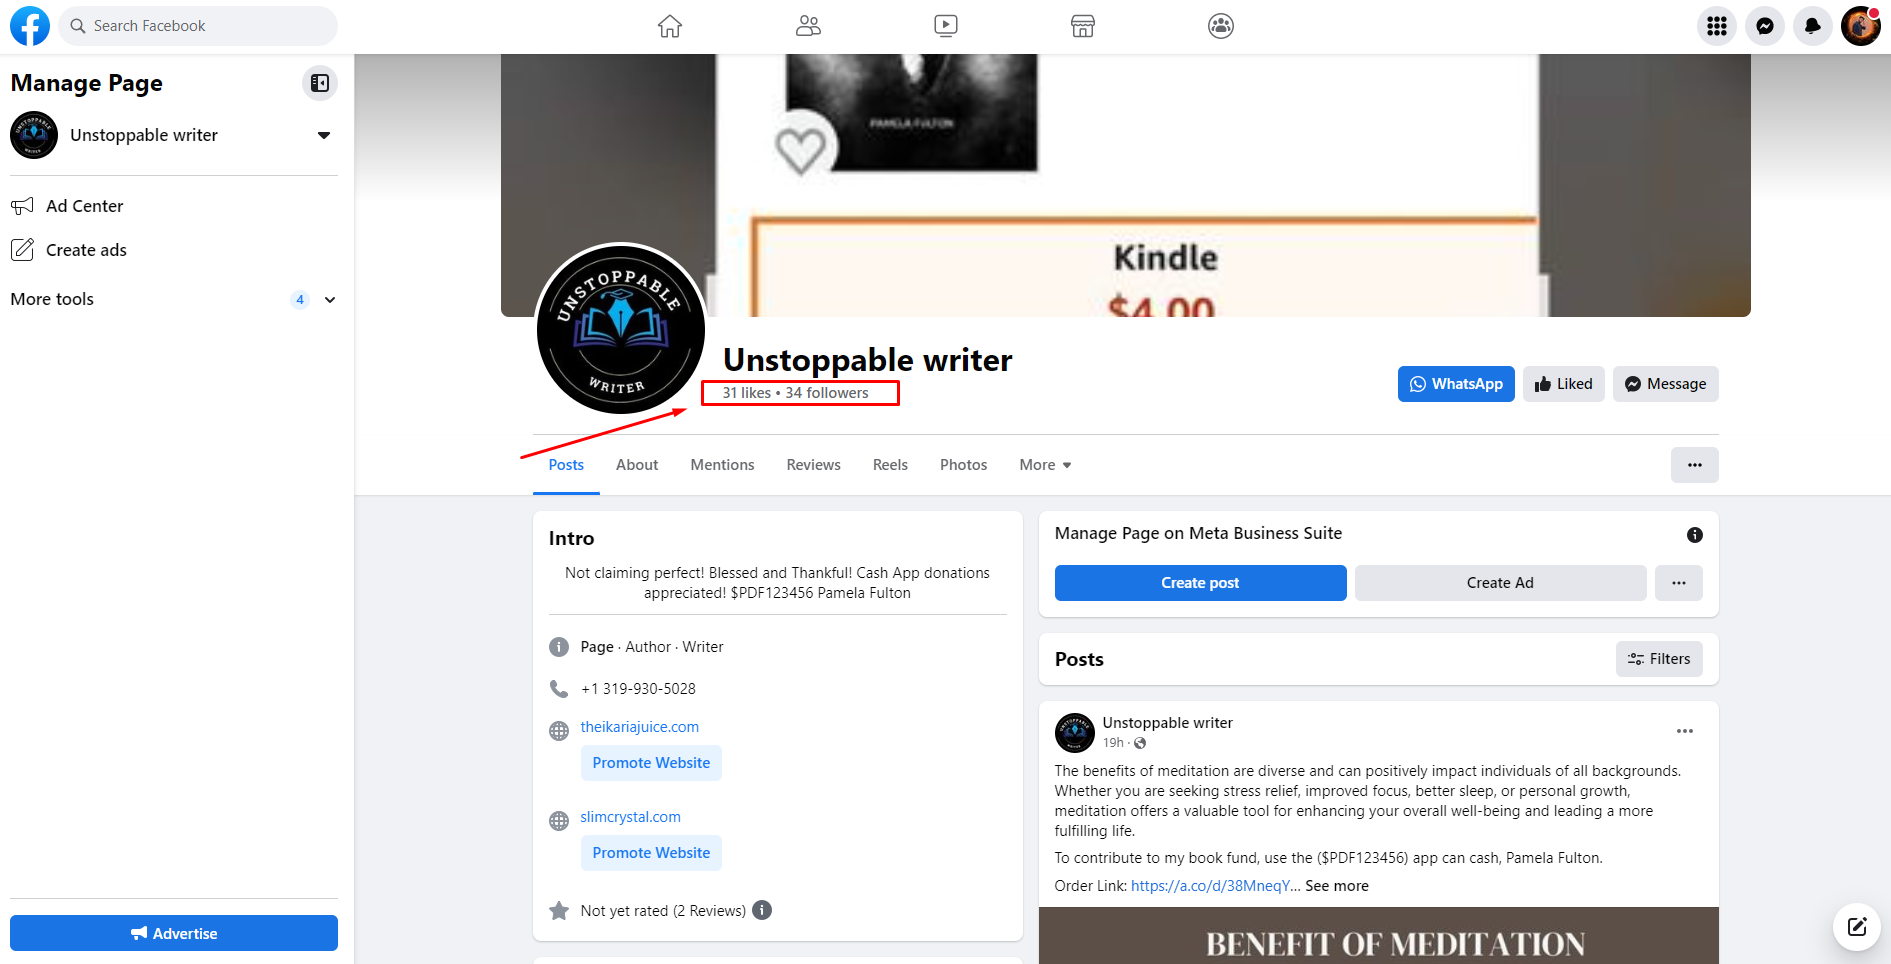 Search Facebook
Manage Page
Unstoppable writer
Ad Center
Create ads
More tools
4
Advertise
PAMELA FULTON
Kindle
$4.00
UNSTOPPABLE
WRITER
Unstoppable writer
31 likes • 34 followers
WhatsApp
Liked
Message
Posts
About
Mentions
Reviews
Reels
Photos
More
Intro
Not claiming perfect! Blessed and Thankful! Cash App donations
appreciated! $PDF123456 Pamela Fulton
Page · Author · Writer
+1 319-930-5028
theikariajuice.com
Promote Website
slimcrystal.com
Promote Website
Not yet rated (2 Reviews)
Manage Page on Meta Business Suite
Create post
Create Ad
Posts
Filters
Unstoppable writer
19h ·
The benefits of meditation are diverse and can positively impact individuals of all backgrounds.
Whether you are seeking stress relief, improved focus, better sleep, or personal growth,
meditation offers a valuable tool for enhancing your overall well-being and leading a more
fulfilling life.
To contribute to my book fund, use the ($PDF123456) app can cash, Pamela Fulton.
Order Link: https://a.co/d/38MneqY... See more
BENEFIT OF MEDITATION